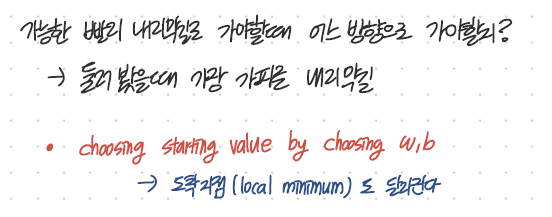 가능한 빨리 내리막길로 가야할때 어느 방향으로 가야할지?
→ 둘러 봤을때 가장 가파른 내리막길
• choosing starting value by choosing w,b
→ 도착지점 (local minimum) 도 달라진다